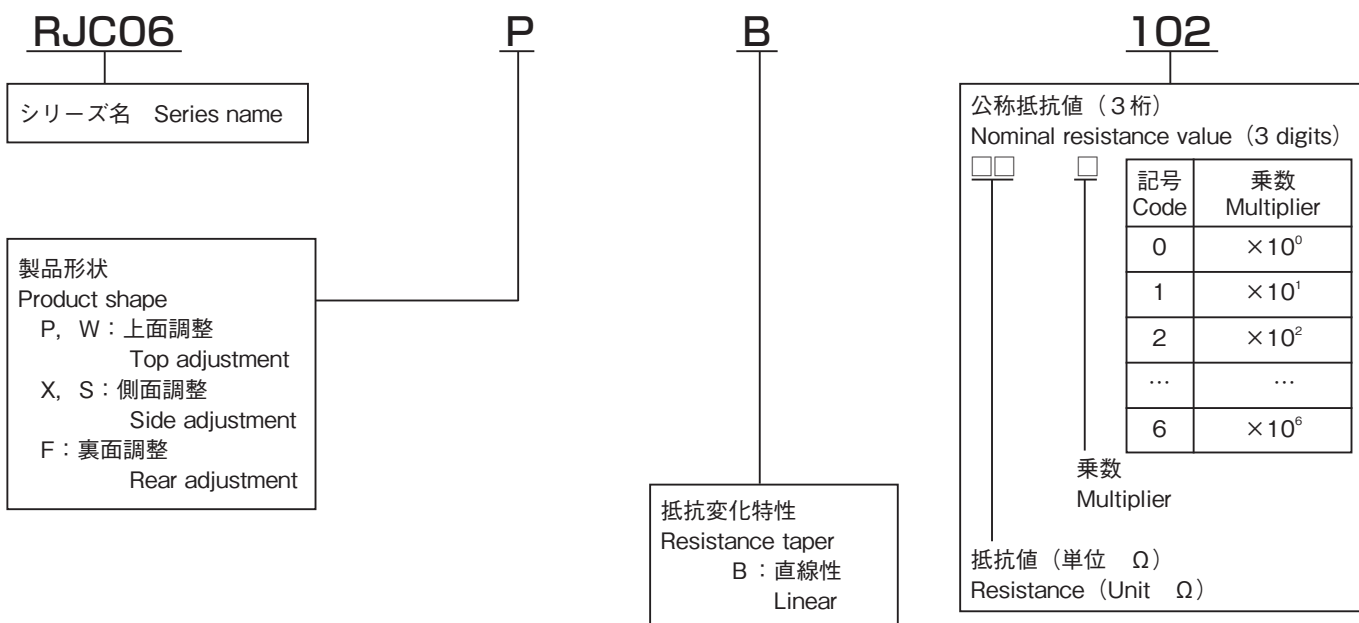 RJC06 P B 102
シリーズ名 Series name
製品形状
Product shape
P, W：上面調整
Top adjustment
X, S：側面調整
Side adjustment
F：裏面調整
Rear adjustment
抵抗変化特性
Resistance taper
B：直線性
Linear
公称抵抗値（3桁）
Nominal resistance value（3 digits）
□□ □
記号 乗数
Code Multiplier
0 ×10⁰
1 ×10¹
2 ×10²
… …
6 ×10⁶
乗数
Multiplier
抵抗値（単位 Ω）
Resistance（Unit Ω）